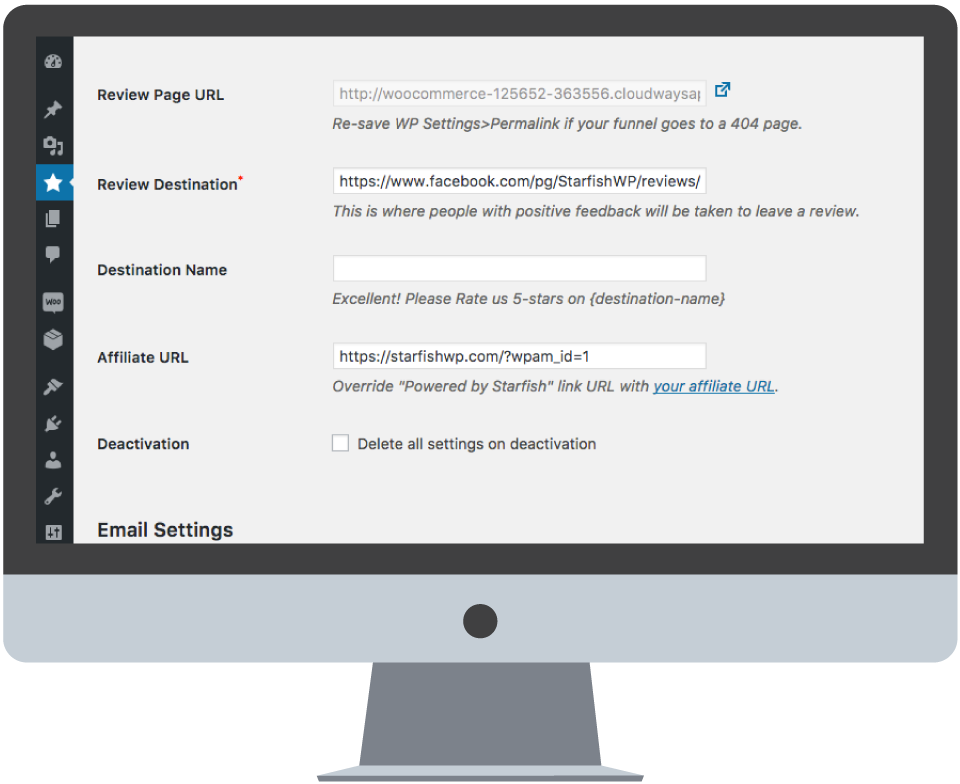 Review Page URL
http://woocommerce-125652-363556.cloudwaysap
Re-save WP Settings>Permalink if your funnel goes to a 404 page.
Review Destination*
https://www.facebook.com/pg/StarfishWP/reviews/
This is where people with positive feedback will be taken to leave a review.
Destination Name
Excellent! Please Rate us 5-stars on {destination-name}
Affiliate URL
https://starfishwp.com/?wpam_id=1
Override "Powered by Starfish" link URL with your affiliate URL.
Deactivation
Delete all settings on deactivation
Woo
Email Settings